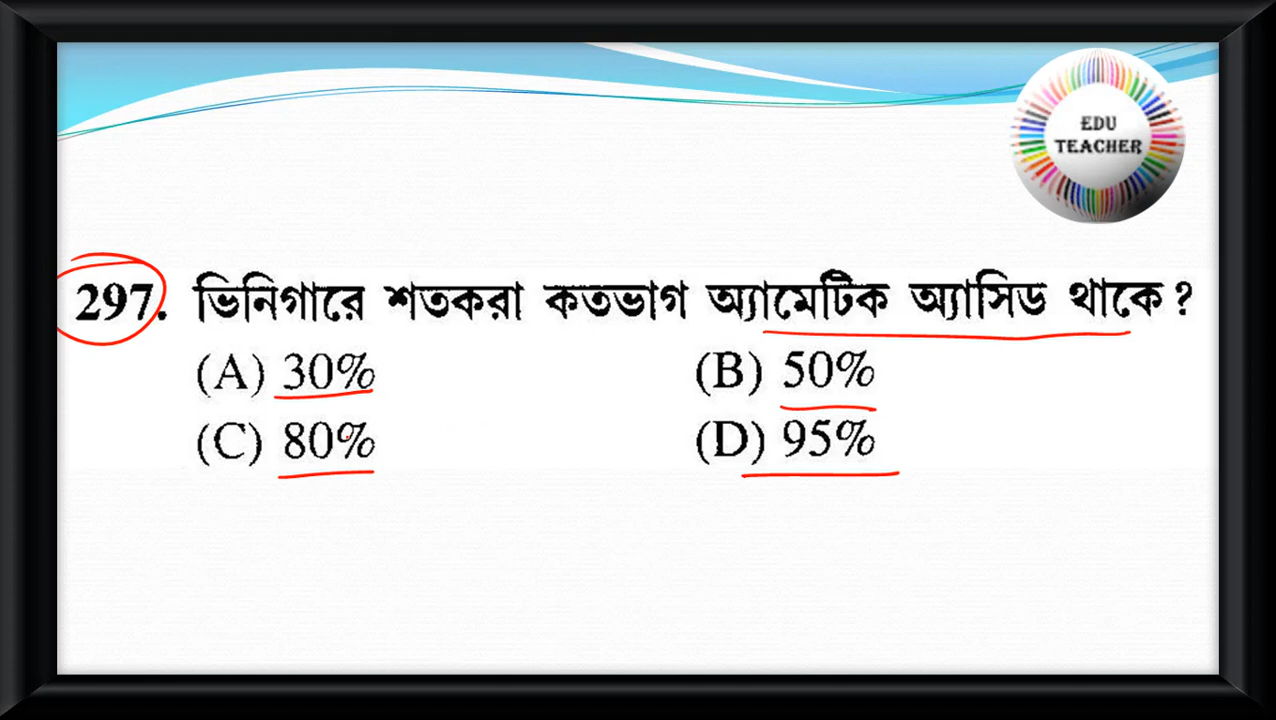 EDU
TEACHER
297. ভিনিগারে শতকরা কতভাগ অ্যামেটিক অ্যাসিড থাকে?
(A) 30% (B) 50%
(C) 80% (D) 95%